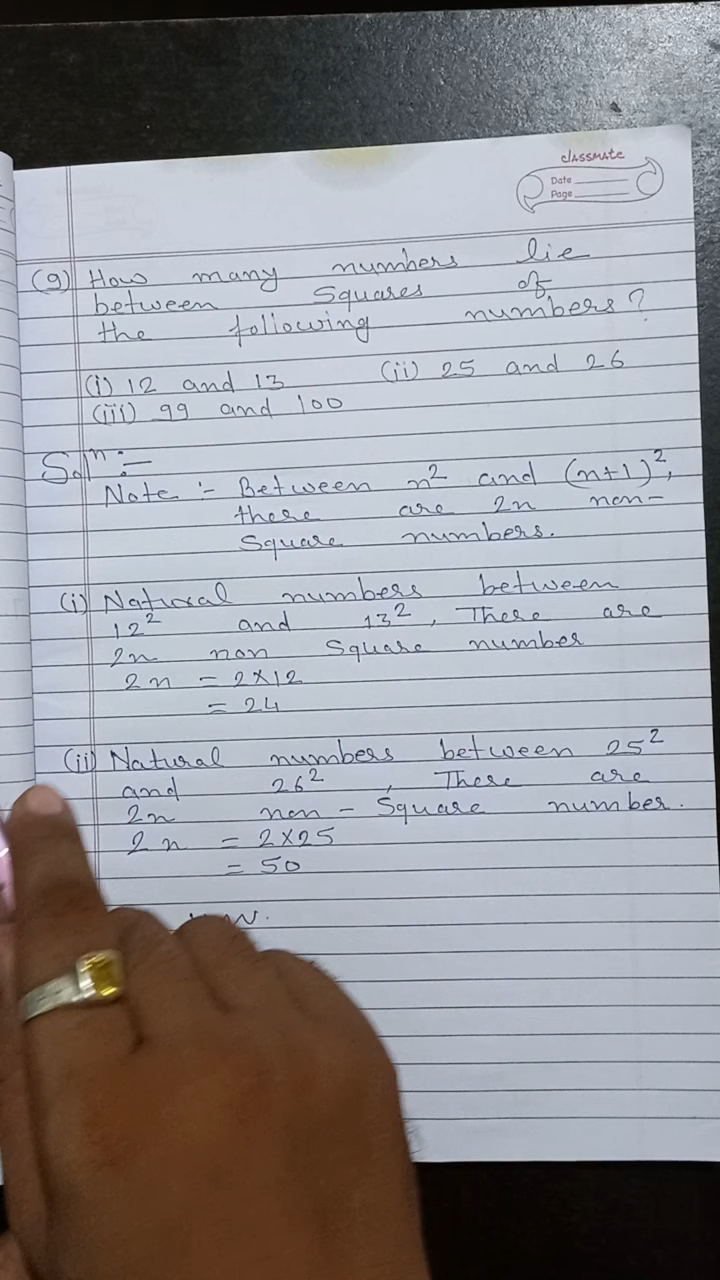 classmate
Date
Page
(9) How many numbers lie
between squares of
the following numbers?
(i) 12 and 13 (ii) 25 and 26
(iii) 99 and 100
Solⁿ :-
Note :- Between n² and (n+1)²,
there are 2n non-
square numbers.
(i) Natural numbers between
12² and 13², There are
2n non square number
2n = 2×12
= 24
(ii) Natural numbers between 25²
and 26², There are
2n non-square number.
2n = 2×25
= 50